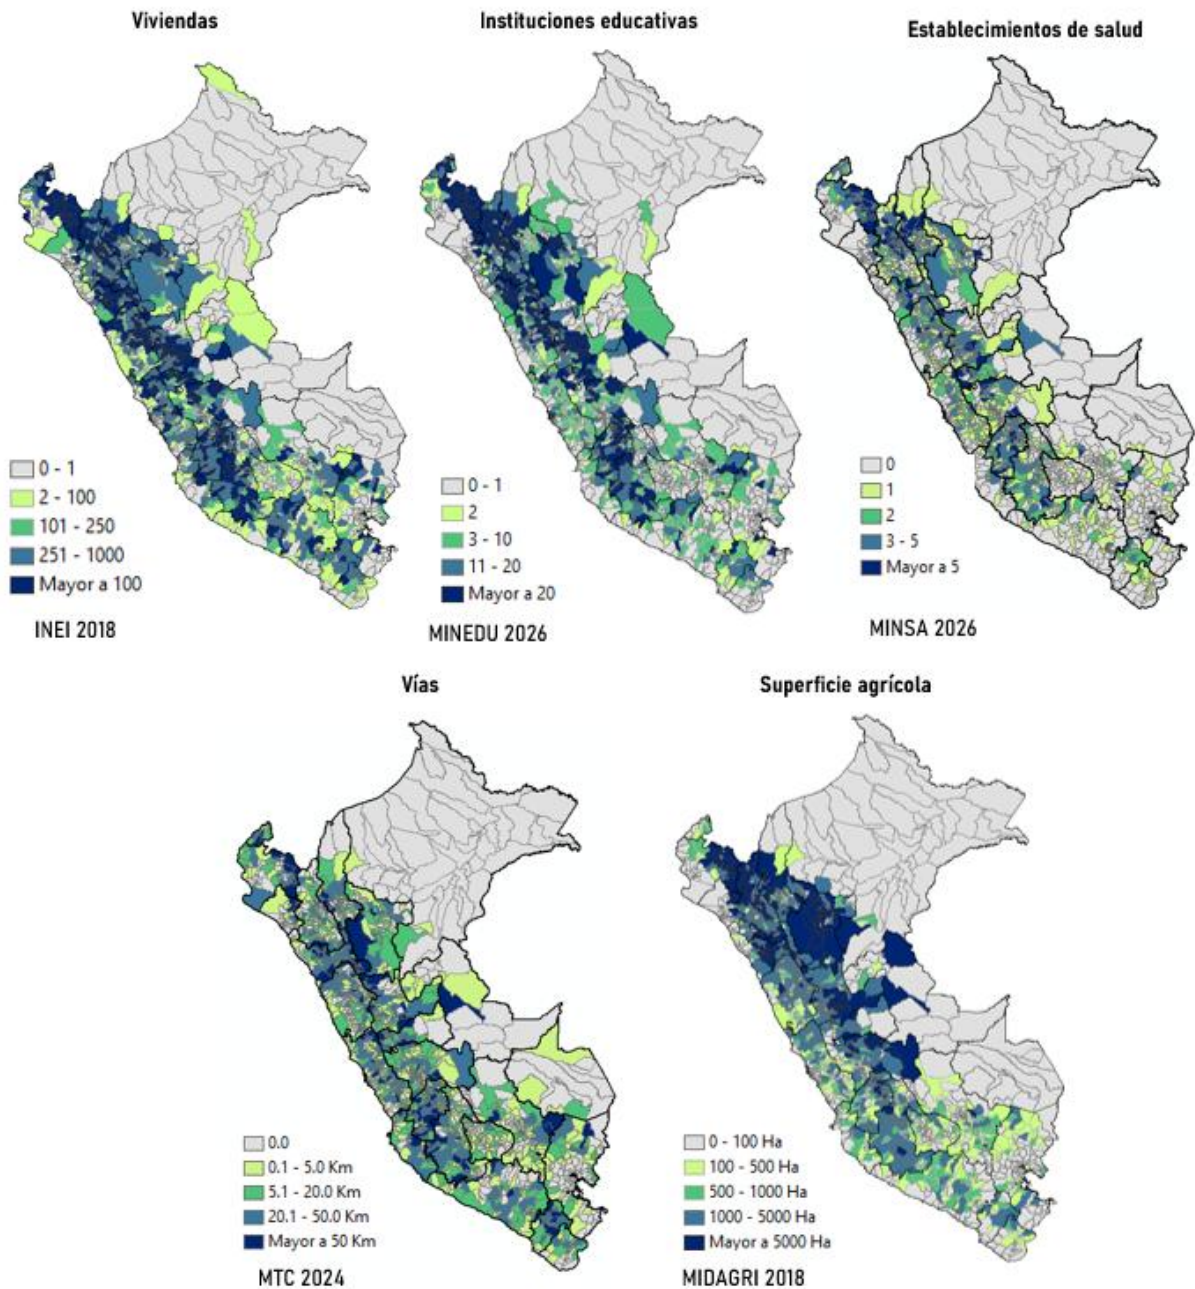 Viviendas
Instituciones educativas
Establecimientos de salud
0 - 1
2 - 100
101 - 250
251 - 1000
Mayor a 100
INEI 2018
0 - 1
2
3 - 10
11 - 20
Mayor a 20
MINEDU 2026
0
1
2
3 - 5
Mayor a 5
MINSA 2026
Vías
Superficie agrícola
0.0
0.1 - 5.0 Km
5.1 - 20.0 Km
20.1 - 50.0 Km
Mayor a 50 Km
MTC 2024
0 - 100 Ha
100 - 500 Ha
500 - 1000 Ha
1000 - 5000 Ha
Mayor a 5000 Ha
MIDAGRI 2018